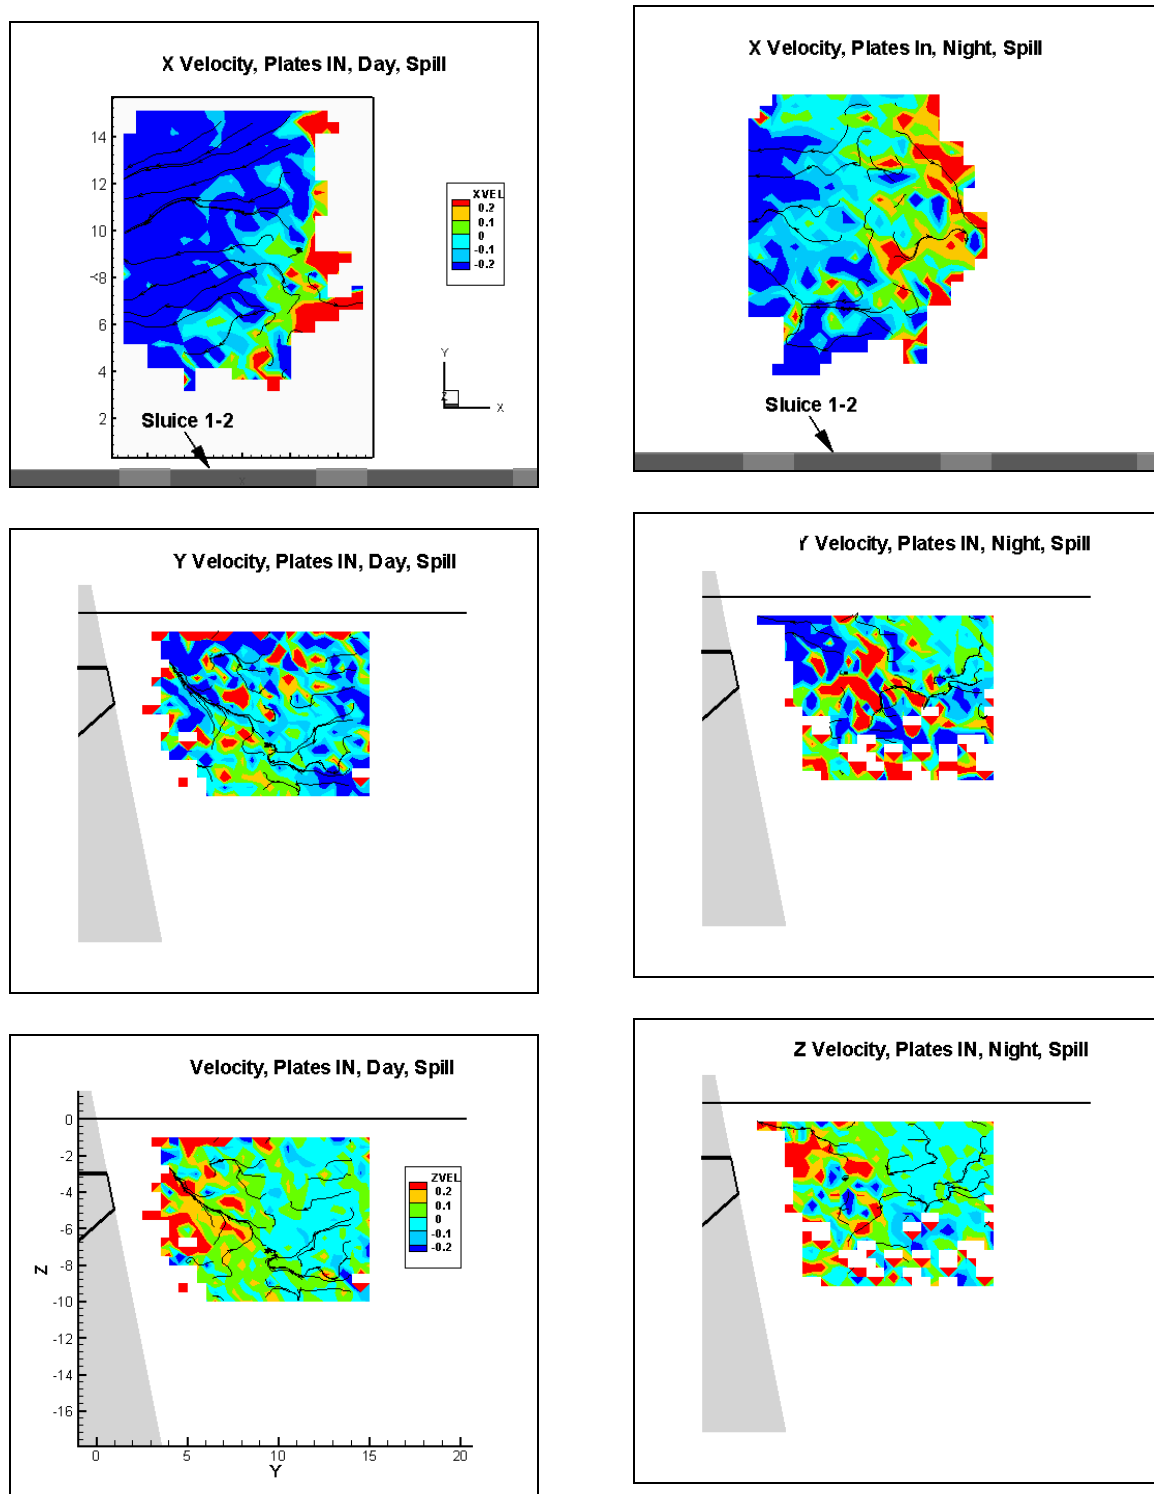 X Velocity, Plates IN, Day, Spill
14
12
10
8
6
4
2
XVEL
0.2
0.1
0
-0.1
-0.2
Y
Z
X
Sluice 1-2
X Velocity, Plates In, Night, Spill
Sluice 1-2
Y Velocity, Plates IN, Day, Spill
Y Velocity, Plates IN, Night, Spill
Velocity, Plates IN, Day, Spill
0
-2
-4
-6
-8
-10
-12
-14
-16
Z
0
5
10
15
20
Y
ZVEL
0.2
0.1
0
-0.1
-0.2
Z Velocity, Plates IN, Night, Spill